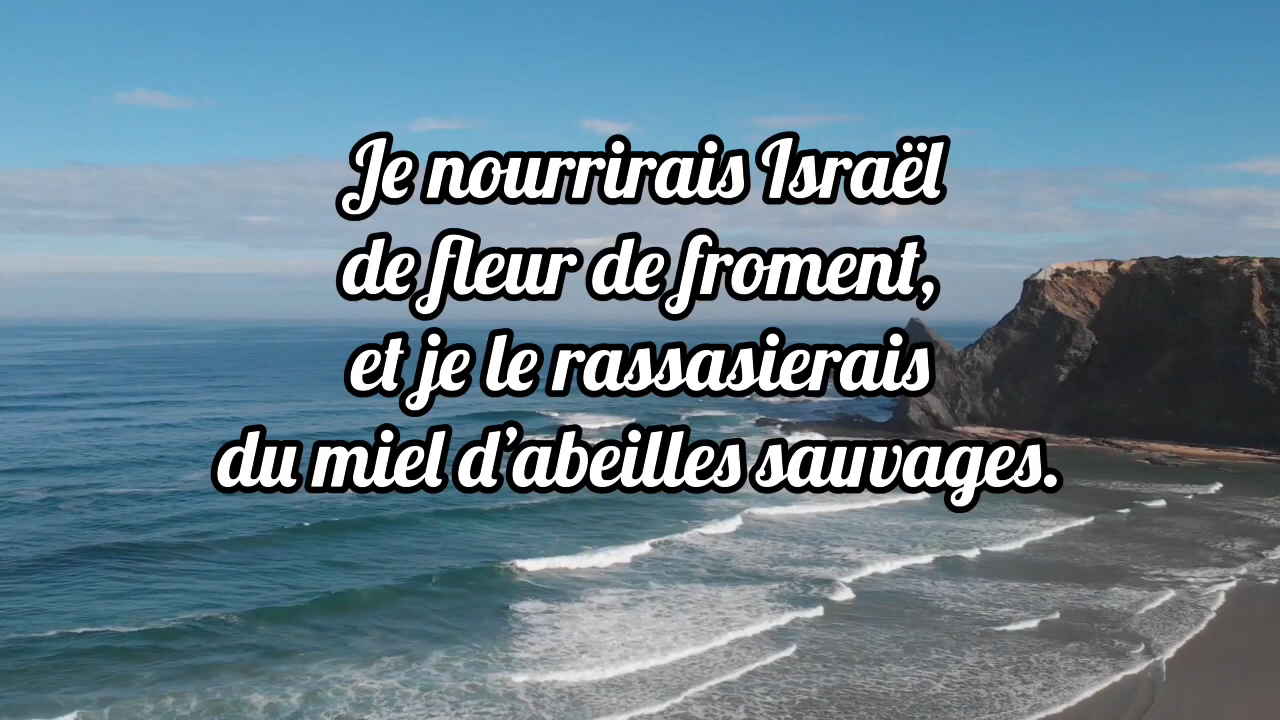 Je nourrirais Israël
de fleur de froment,
et je le rassasierais
du miel d’abeilles sauvages.